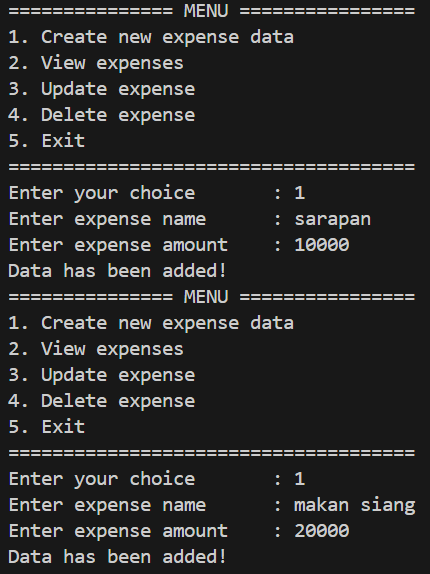 =============== MENU ================
1. Create new expense data
2. View expenses
3. Update expense
4. Delete expense
5. Exit
=====================================
Enter your choice       : 1
Enter expense name      : sarapan
Enter expense amount    : 10000
Data has been added!
=============== MENU ================
1. Create new expense data
2. View expenses
3. Update expense
4. Delete expense
5. Exit
=====================================
Enter your choice       : 1
Enter expense name      : makan siang
Enter expense amount    : 20000
Data has been added!